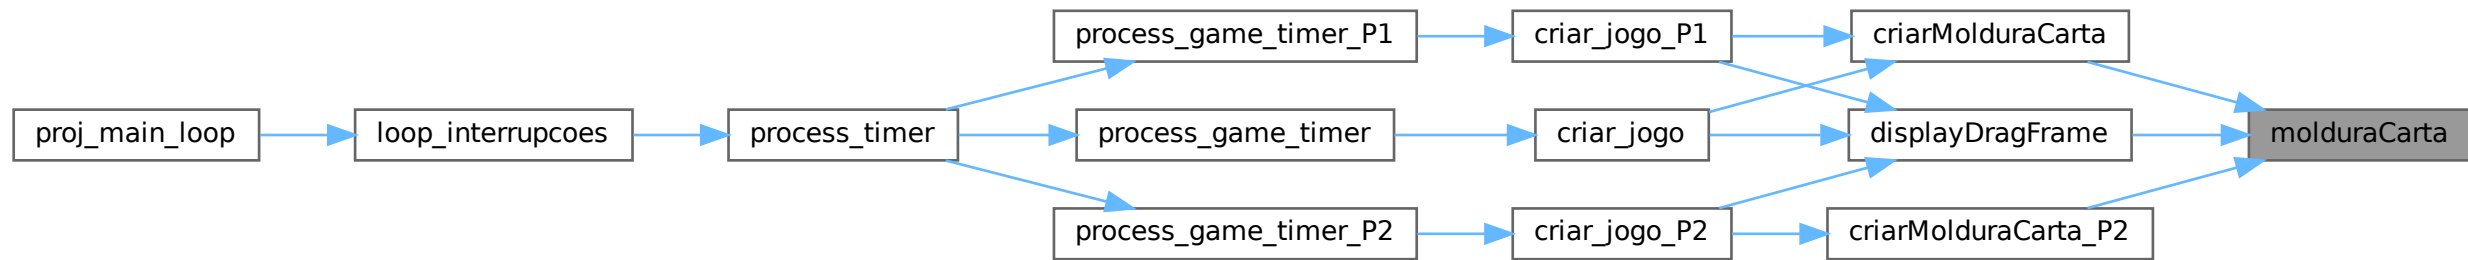 process_game_timer_P1
criar_jogo_P1
criarMolduraCarta
proj_main_loop
loop_interrupcoes
process_timer
process_game_timer
criar_jogo
displayDragFrame
molduraCarta
process_game_timer_P2
criar_jogo_P2
criarMolduraCarta_P2